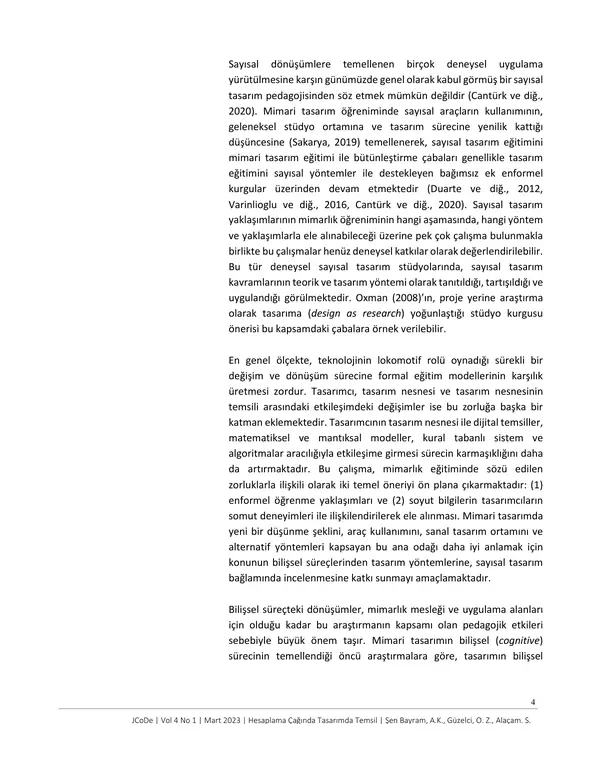 Sayısal dönüşümlere temellenen birçok deneysel uygulama
yürütülmesine karşın günümüzde genel olarak kabul görmüş bir sayısal
tasarım pedagojisinden söz etmek mümkün değildir (Cantürk ve diğ.,
2020). Mimari tasarım öğreniminde sayısal araçların kullanımının,
geleneksel stüdyo ortamına ve tasarım sürecine yenilik kattığı
düşüncesine (Sakarya, 2019) temellenerek, sayısal tasarım eğitimini
mimari tasarım eğitimi ile bütünleştirme çabaları genellikle tasarım
eğitimini sayısal yöntemler ile destekleyen bağımsız ek enformel
kurgular üzerinden devam etmektedir (Duarte ve diğ., 2012,
Varinlioglu ve diğ., 2016, Cantürk ve diğ., 2020). Sayısal tasarım
yaklaşımlarının mimarlık öğreniminin hangi aşamasında, hangi yöntem
ve yaklaşımlarla ele alınabileceği üzerine pek çok çalışma bulunmakla
birlikte bu çalışmalar henüz deneysel katkılar olarak değerlendirilebilir.
Bu tür deneysel sayısal tasarım stüdyolarında, sayısal tasarım
kavramlarının teorik ve tasarım yöntemi olarak tanıtıldığı, tartışıldığı ve
uygulandığı görülmektedir. Oxman (2008)'ın, proje yerine araştırma
olarak tasarıma (design as research) yoğunlaştığı stüdyo kurgusu
önerisi bu kapsamdaki çabalara örnek verilebilir.
En genel ölçekte, teknolojinin lokomotif rolü oynadığı sürekli bir
değişim ve dönüşüm sürecine formal eğitim modellerinin karşılık
üretmesi zordur. Tasarımcı, tasarım nesnesi ve tasarım nesnesinin
temsili arasındaki etkileşimdeki değişimler ise bu zorluğa başka bir
katman eklemektedir. Tasarımcının tasarım nesnesi ile dijital temsiller,
matematiksel ve mantıksal modeller, kural tabanlı sistem ve
algoritmalar aracılığıyla etkileşime girmesi sürecin karmaşıklığını daha
da artırmaktadır. Bu çalışma, mimarlık eğitiminde sözü edilen
zorluklarla ilişkili olarak iki temel öneriyi ön plana çıkarmaktadır: (1)
enformel öğrenme yaklaşımları ve (2) soyut bilgilerin tasarımcıların
somut deneyimleri ile ilişkilendirilerek ele alınması. Mimari tasarımda
yeni bir düşünme şeklini, araç kullanımını, sanal tasarım ortamını ve
alternatif yöntemleri kapsayan bu ana odağı daha iyi anlamak için
konunun bilişsel süreçlerinden tasarım yöntemlerine, sayısal tasarım
bağlamında incelenmesine katkı sunmayı amaçlamaktadır.
Bilişsel süreçteki dönüşümler, mimarlık mesleği ve uygulama alanları
için olduğu kadar bu araştırmanın kapsamı olan pedagojik etkileri
sebebiyle büyük önem taşır. Mimari tasarımın bilişsel (cognitive)
sürecinin temellendiği öncü araştırmalara göre, tasarımın bilişsel
4
JCoDe | Vol 4 No 1 | Mart 2023 | Hesaplama Çağında Tasarımda Temsil | Şen Bayram, A.K., Güzelci, O. Z., Alaçam. S.